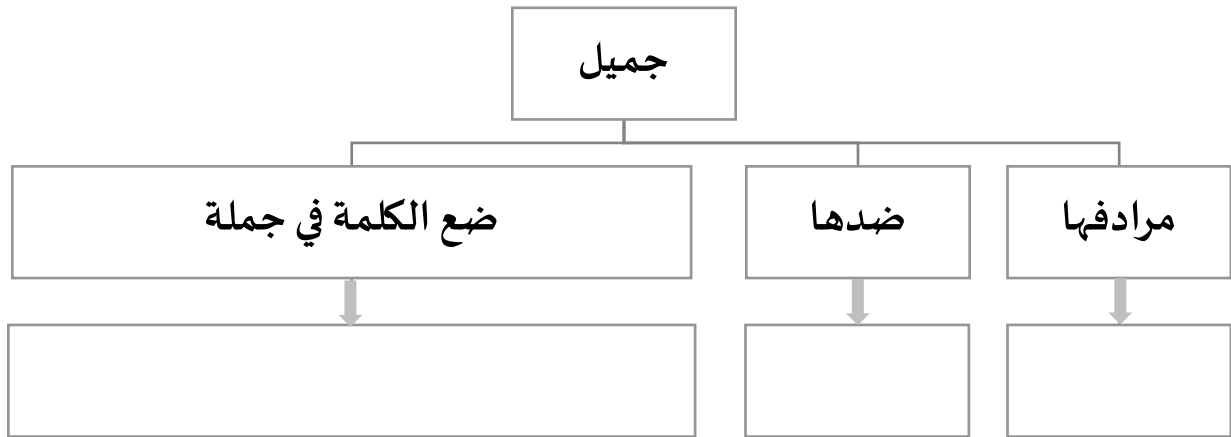 جميل
مرادفها
ضدها
ضع الكلمة في جملة